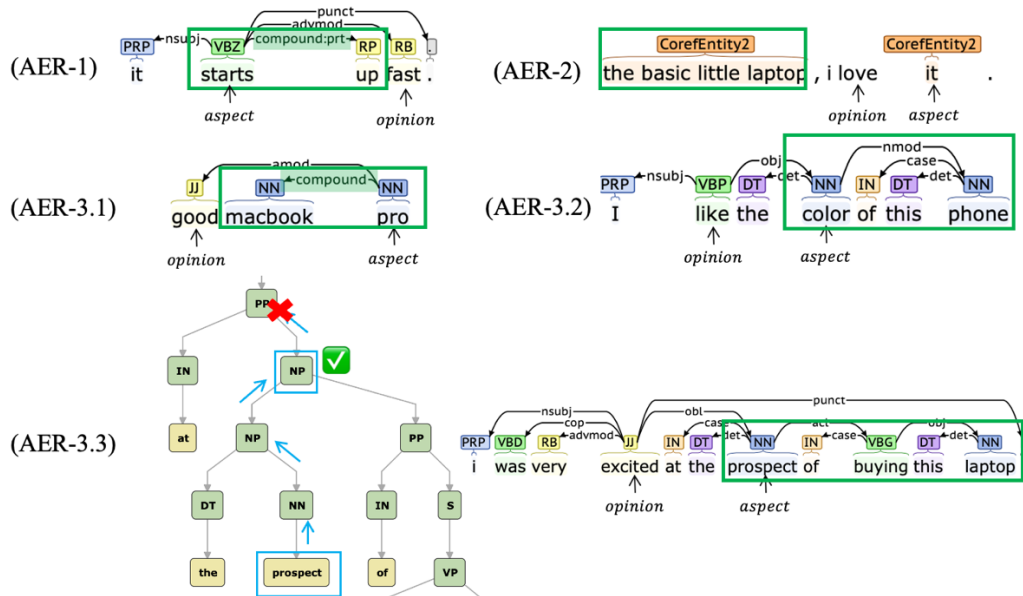 punct
advmod
PRP nsubj VBZ compound:prt RP RB .
(AER-1) it starts up fast .
aspect opinion
CorefEntity2 CorefEntity2
(AER-2) the basic little laptop , i love it .
opinion aspect
amod
JJ NN compound NN
(AER-3.1) good macbook pro
opinion aspect
nmod
obj case
PRP nsubj VBP DT det NN IN DT det NN
(AER-3.2) I like the color of this phone
opinion aspect
PP
IN NP
at NP PP
(AER-3.3)
DT NN IN S
the prospect of VP
punct
nsubj obl acl obj
cop case
PRP VBD RB advmod JJ IN DT det NN IN case VBG DT det NN
i was very excited at the prospect of buying this laptop
opinion aspect